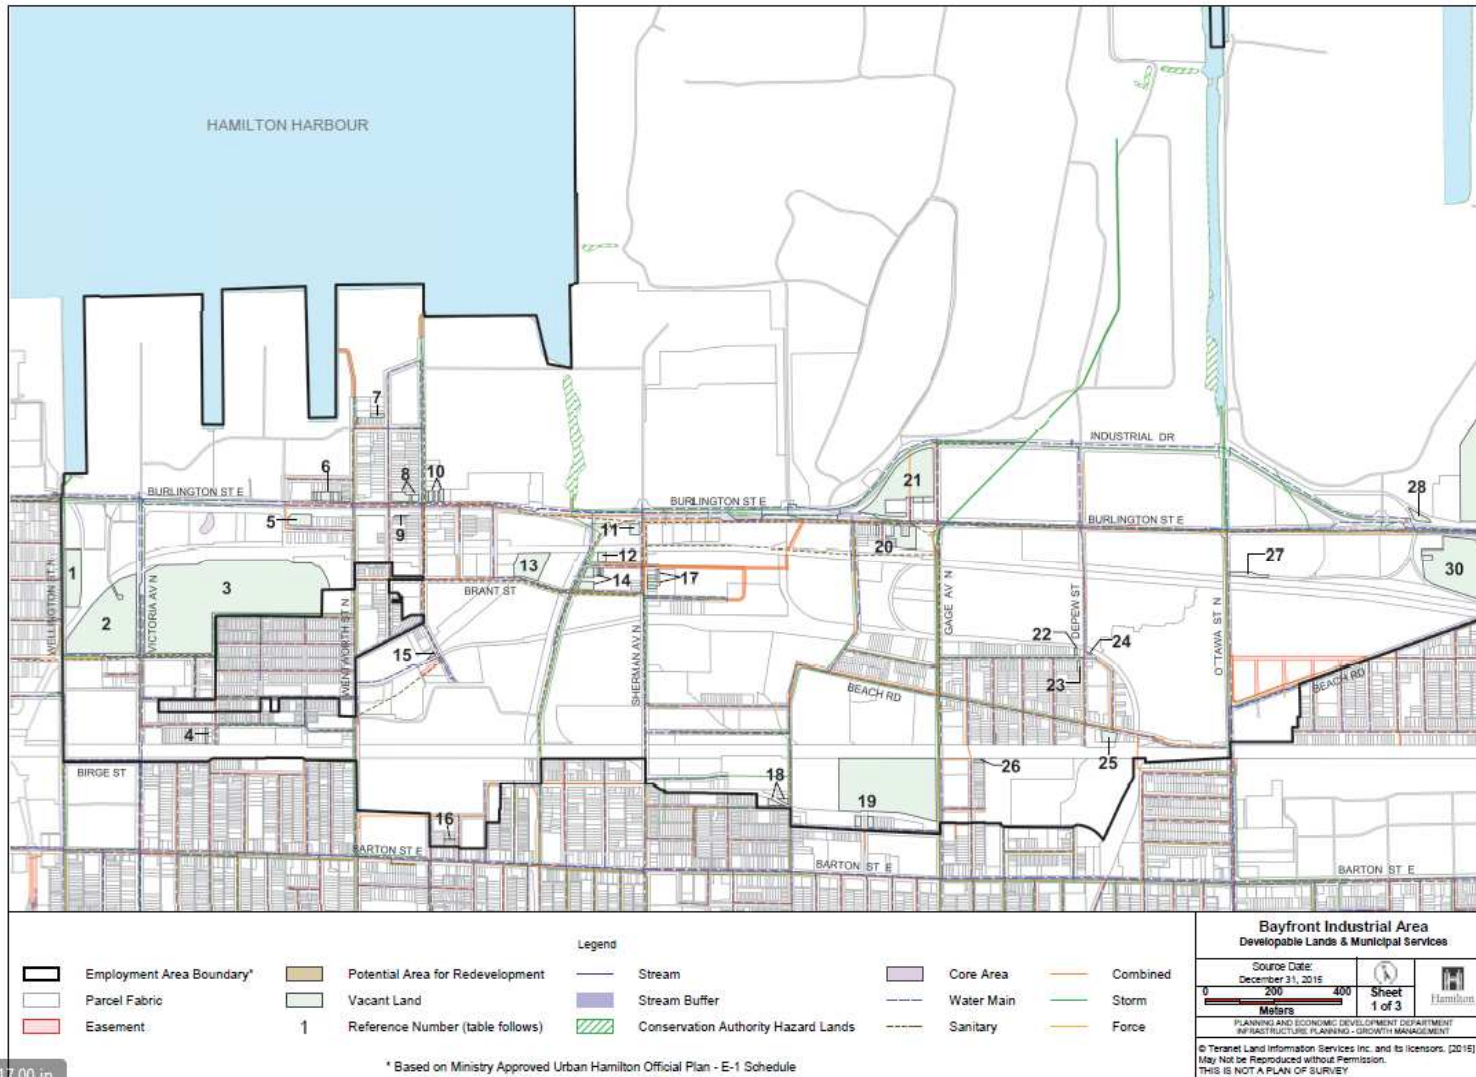 HAMILTON HARBOUR
7
INDUSTRIAL DR
6
8
10
BURLINGTON ST E
BURLINGTON ST E
21
28
5
9
11
BURLINGTON ST E
20
27
30
1
13
12
14
17
3
BRANT ST
2
WELLINGTON ST N
VICTORIA AV N
WENTWORTH ST N
SHERMAN AV N
GAGE AV N
DEPEW ST
OTTAWA ST N
22
24
15
23
BEACH RD
BEACH RD
4
25
BIRGE ST
26
18
19
16
BARTON ST E
BARTON ST E
BARTON ST E
Legend
Employment Area Boundary*
Potential Area for Redevelopment
Stream
Core Area
Combined
Parcel Fabric
Vacant Land
Stream Buffer
Water Main
Storm
Easement
1
Reference Number (table follows)
Conservation Authority Hazard Lands
Sanitary
Force
* Based on Ministry Approved Urban Hamilton Official Plan - E-1 Schedule
17.00 in
Bayfront Industrial Area
Developable Lands & Municipal Services
Source Date:
December 31, 2015
0 200 400
Meters
Sheet
1 of 3
Hamilton
PLANNING AND ECONOMIC DEVELOPMENT DEPARTMENT
INFRASTRUCTURE PLANNING - GROWTH MANAGEMENT
© Teranet Land Information Services Inc. and its licensors. [2015]
May Not be Reproduced without Permission.
THIS IS NOT A PLAN OF SURVEY